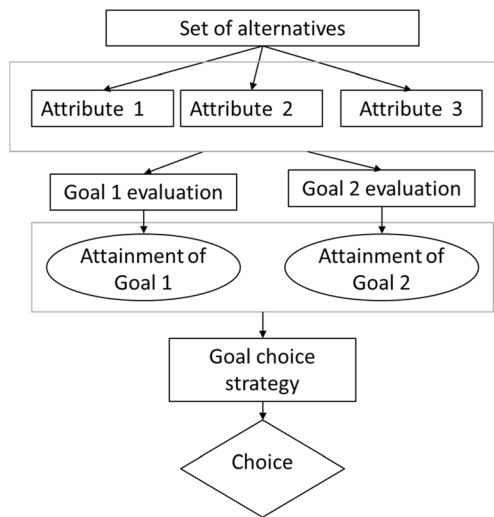 Set of alternatives
Attribute 1
Attribute 2
Attribute 3
Goal 1 evaluation
Goal 2 evaluation
Attainment of
Goal 1
Attainment of
Goal 2
Goal choice
strategy
Choice